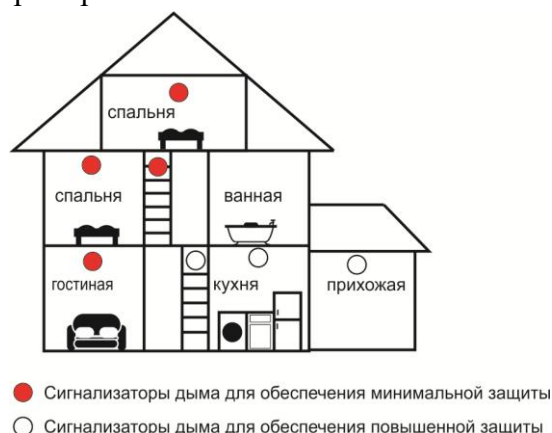 спальня
спальня
ванная
гостиная
кухня
прихожая
Сигнализаторы дыма для обеспечения минимальной защиты
Сигнализаторы дыма для обеспечения повышенной защиты